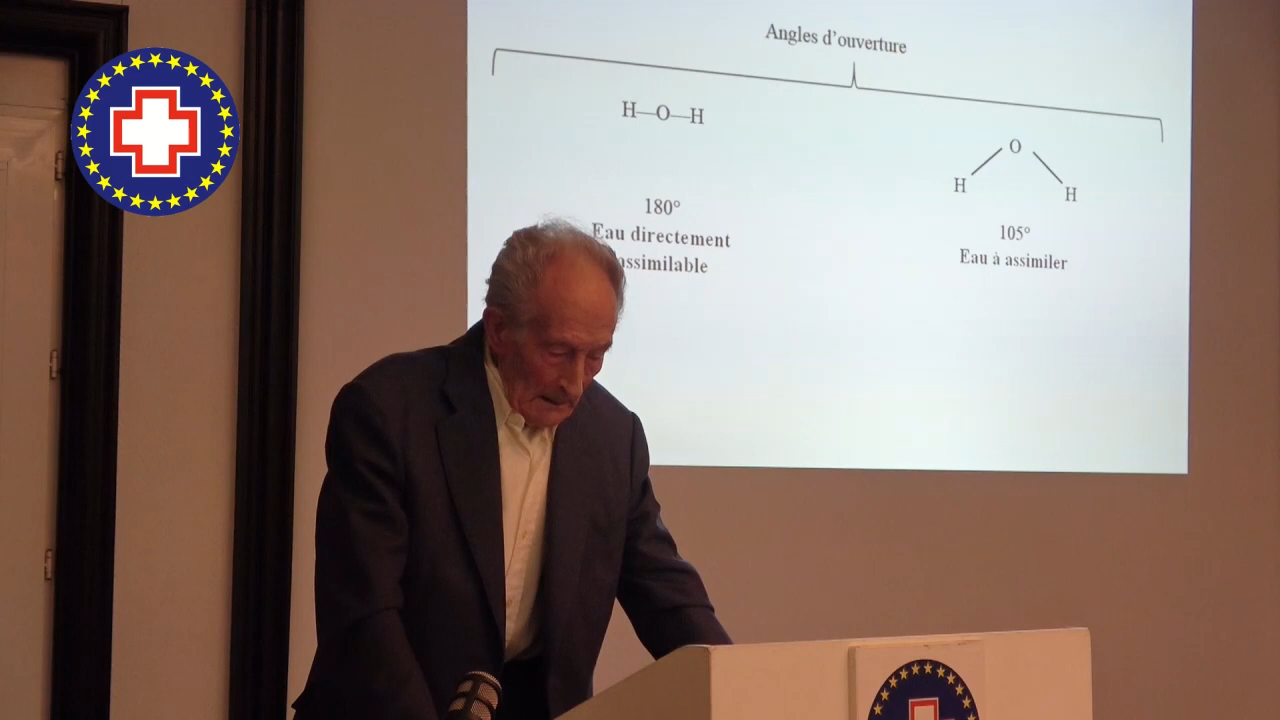 Angles d'ouverture
H—O—H
O
H H
180°
Eau directement
assimilable
105°
Eau à assimiler